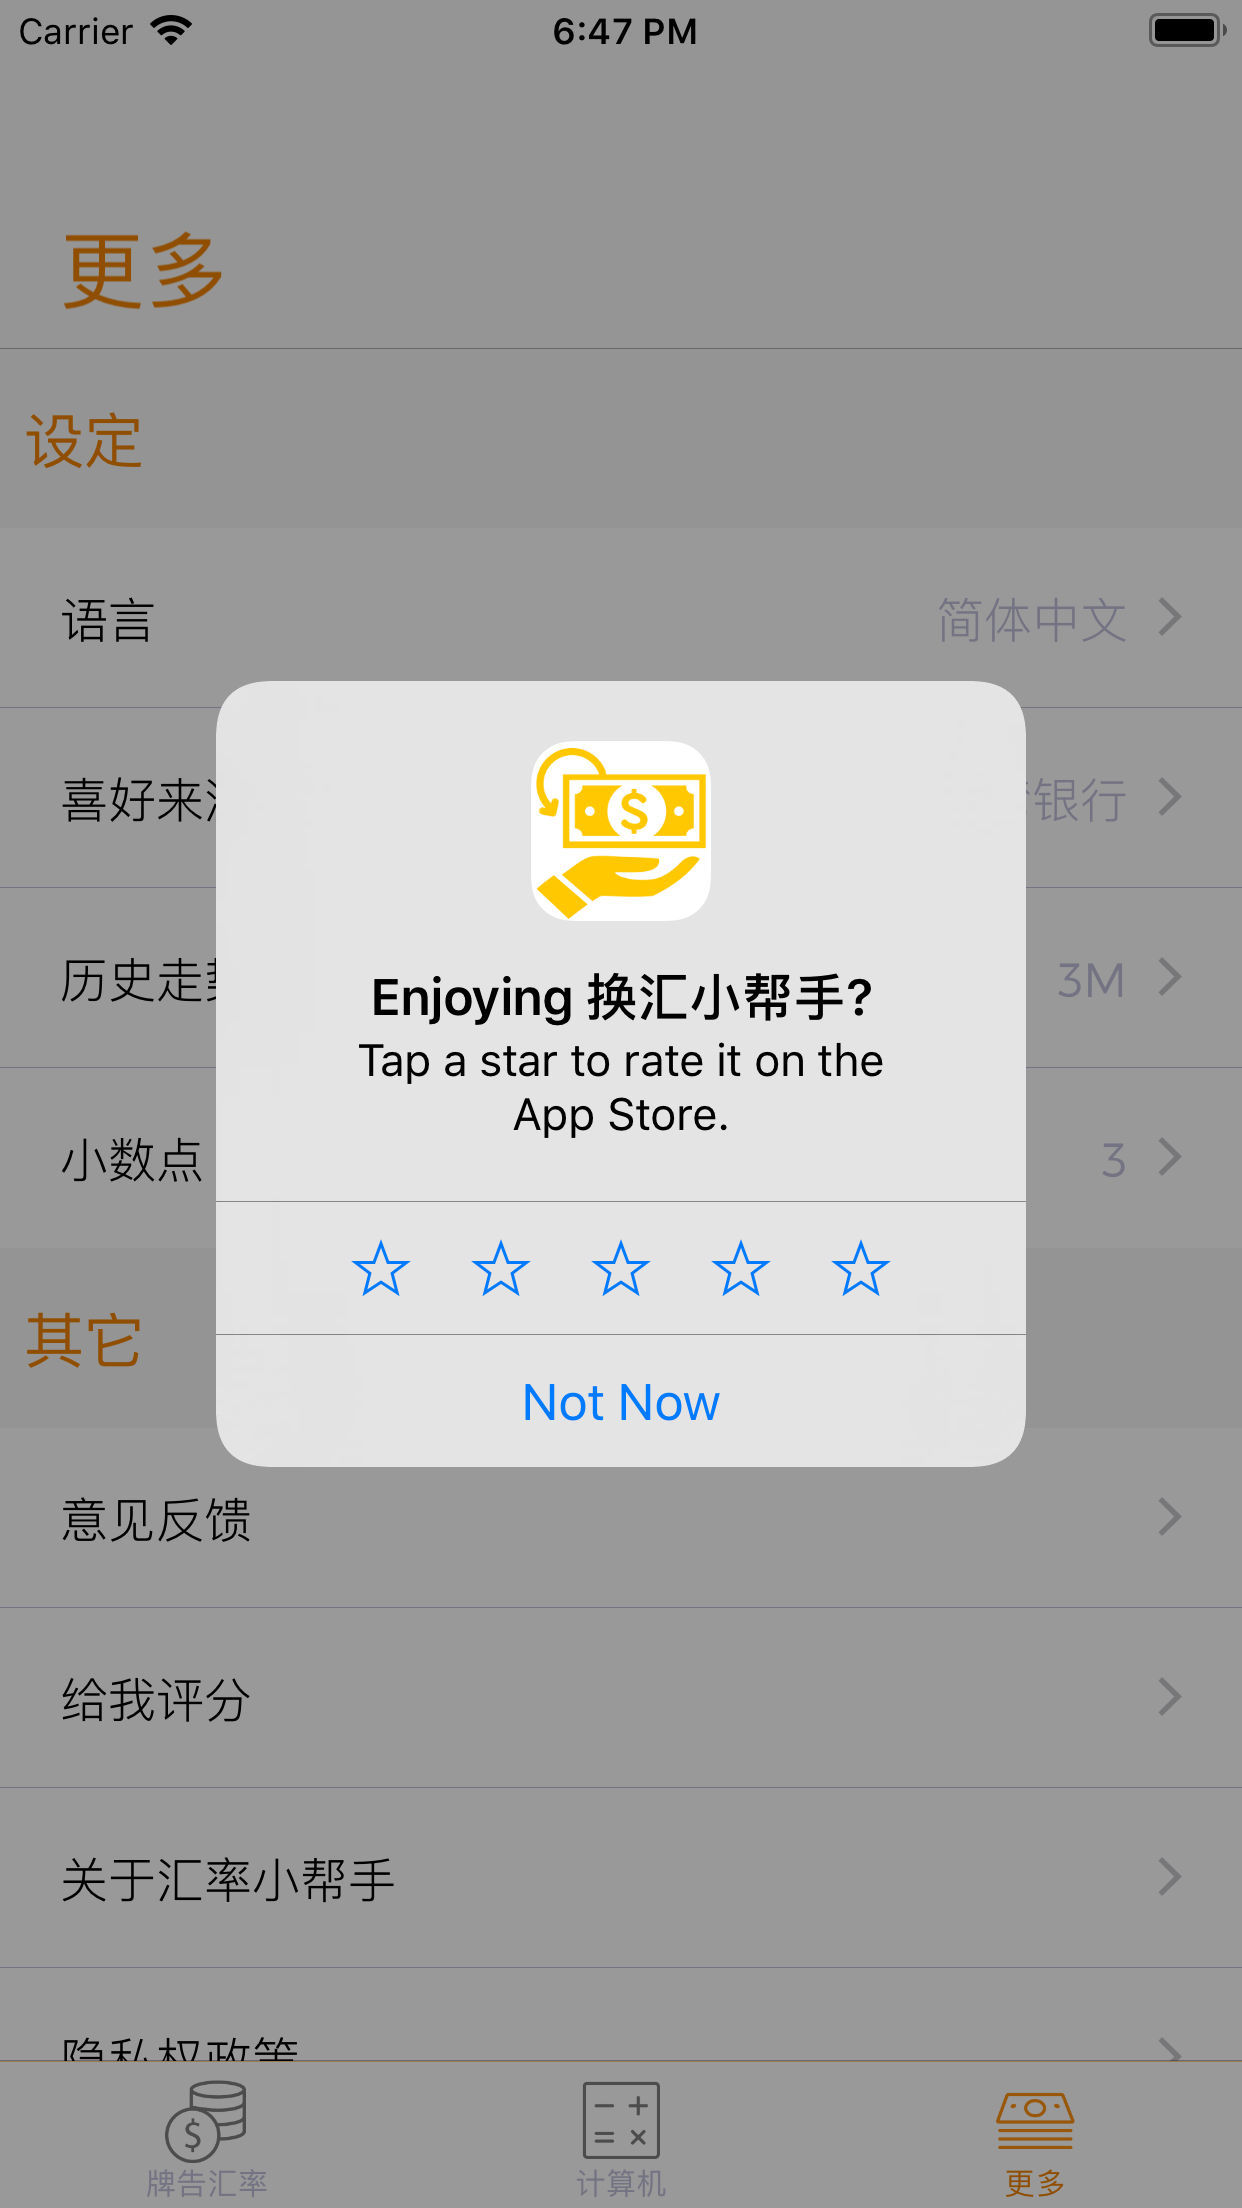 Carrier 6:47 PM
更多
设定
语言 简体中文
喜好来 银行
历史走 3M
小数点 3
Enjoying 换汇小帮手?
Tap a star to rate it on the
App Store.
Not Now
其它
意见反馈
给我评分
关于汇率小帮手
隐私权政策
牌告汇率 计算机 更多